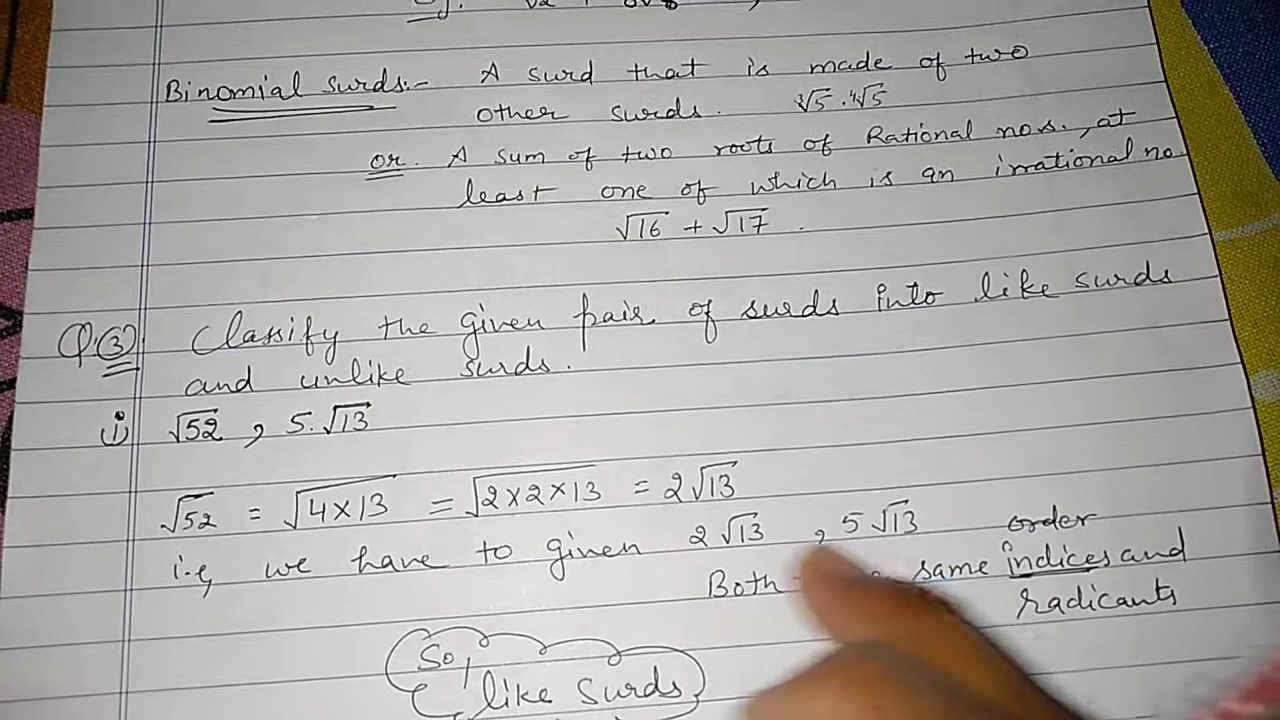 Binomial surds:- A surd that is made of two
other surds. ∛5 . ∜5
or. A sum of two roots of Rational nos., at
least one of which is an irrational no.
√16 + √17 .
Q.③ Classify the given pair of surds into like surds
and unlike surds.
i) √52 , 5.√13
√52 = √4×13 = √2×2×13 = 2√13
i.e, we have to given 2√13 , 5√13
order
Both same indices and
radicants
So,
like surds